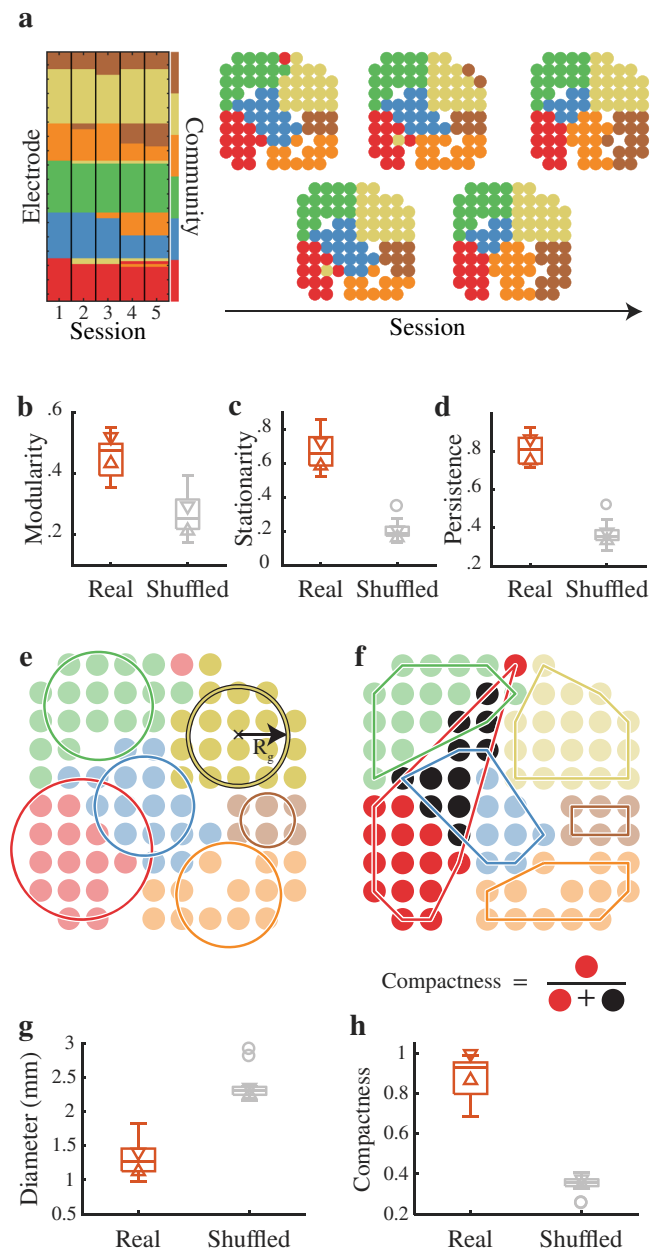 a
Electrode
Community
1 2 3 4 5
Session
Session
b
Modularity
.6
.4
.2
Real Shuffled
c
Stationarity
.8
.6
.4
.2
0
Real Shuffled
d
Persistence
.8
.6
.4
.2
Real Shuffled
e
Rg
f
Compactness = +
g
Diameter (mm)
3
2.5
2
1.5
1
0.5
Real Shuffled
h
Compactness
1
0.8
0.6
0.4
0.2
Real Shuffled